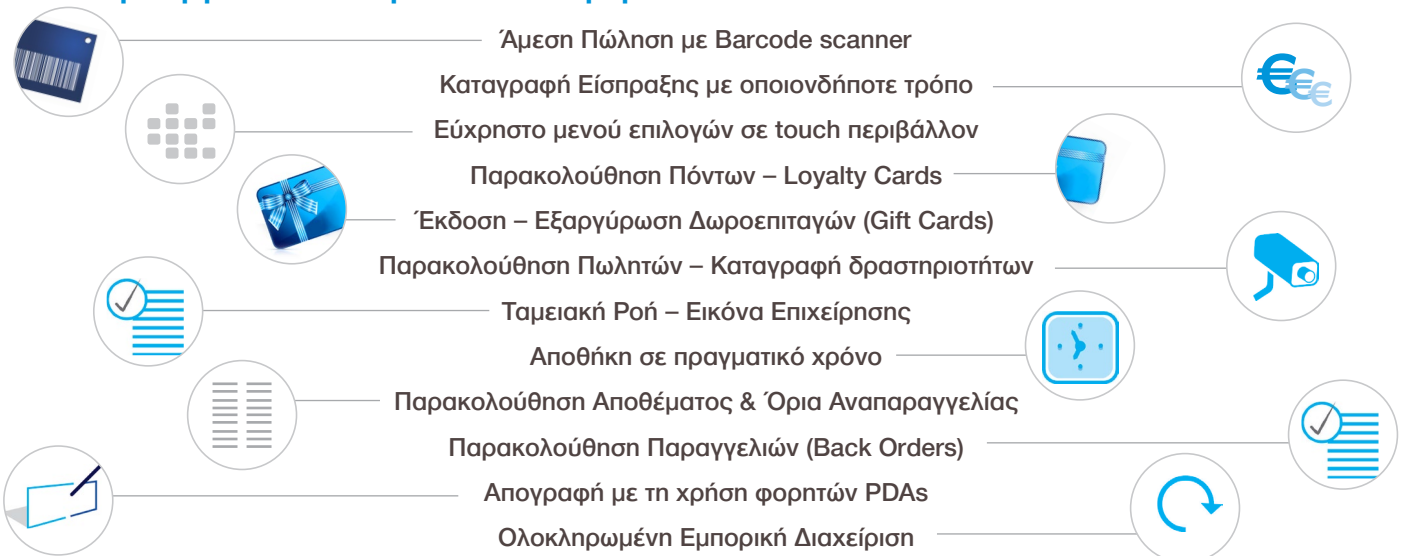 Άμεση Πώληση με Barcode scanner
Καταγραφή Είσπραξης με οποιονδήποτε τρόπο
Εύχρηστο μενού επιλογών σε touch περιβάλλον
Παρακολούθηση Πόντων – Loyalty Cards
Έκδοση – Εξαργύρωση Δωροεπιταγών (Gift Cards)
Παρακολούθηση Πωλητών – Καταγραφή δραστηριοτήτων
Ταμειακή Ροή – Εικόνα Επιχείρησης
Αποθήκη σε πραγματικό χρόνο
Παρακολούθηση Αποθέματος & Όρια Αναπαραγγελίας
Παρακολούθηση Παραγγελιών (Back Orders)
Απογραφή με τη χρήση φορητών PDAs
Ολοκληρωμένη Εμπορική Διαχείριση